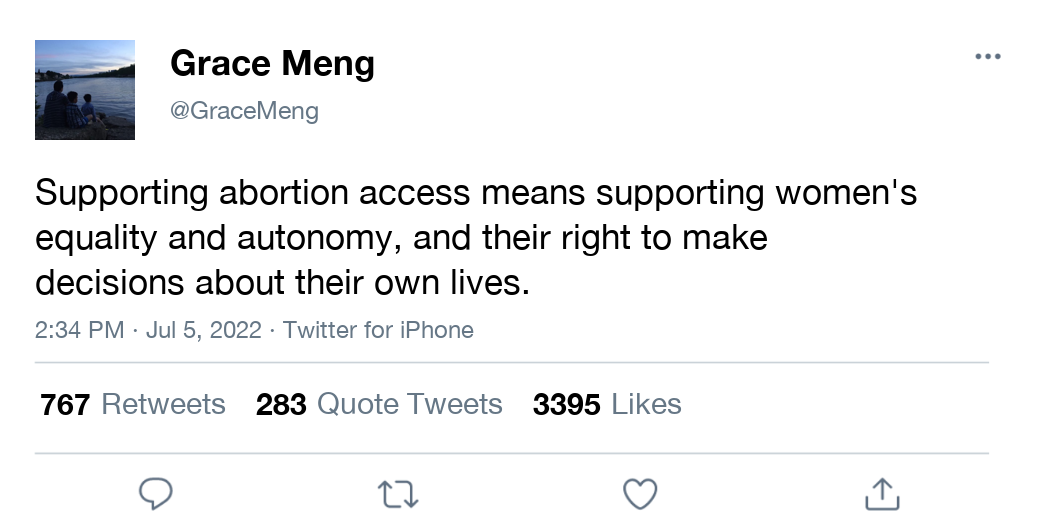 Grace Meng
@GraceMeng
Supporting abortion access means supporting women's
equality and autonomy, and their right to make
decisions about their own lives.
2:34 PM · Jul 5, 2022 · Twitter for iPhone
767 Retweets 283 Quote Tweets 3395 Likes